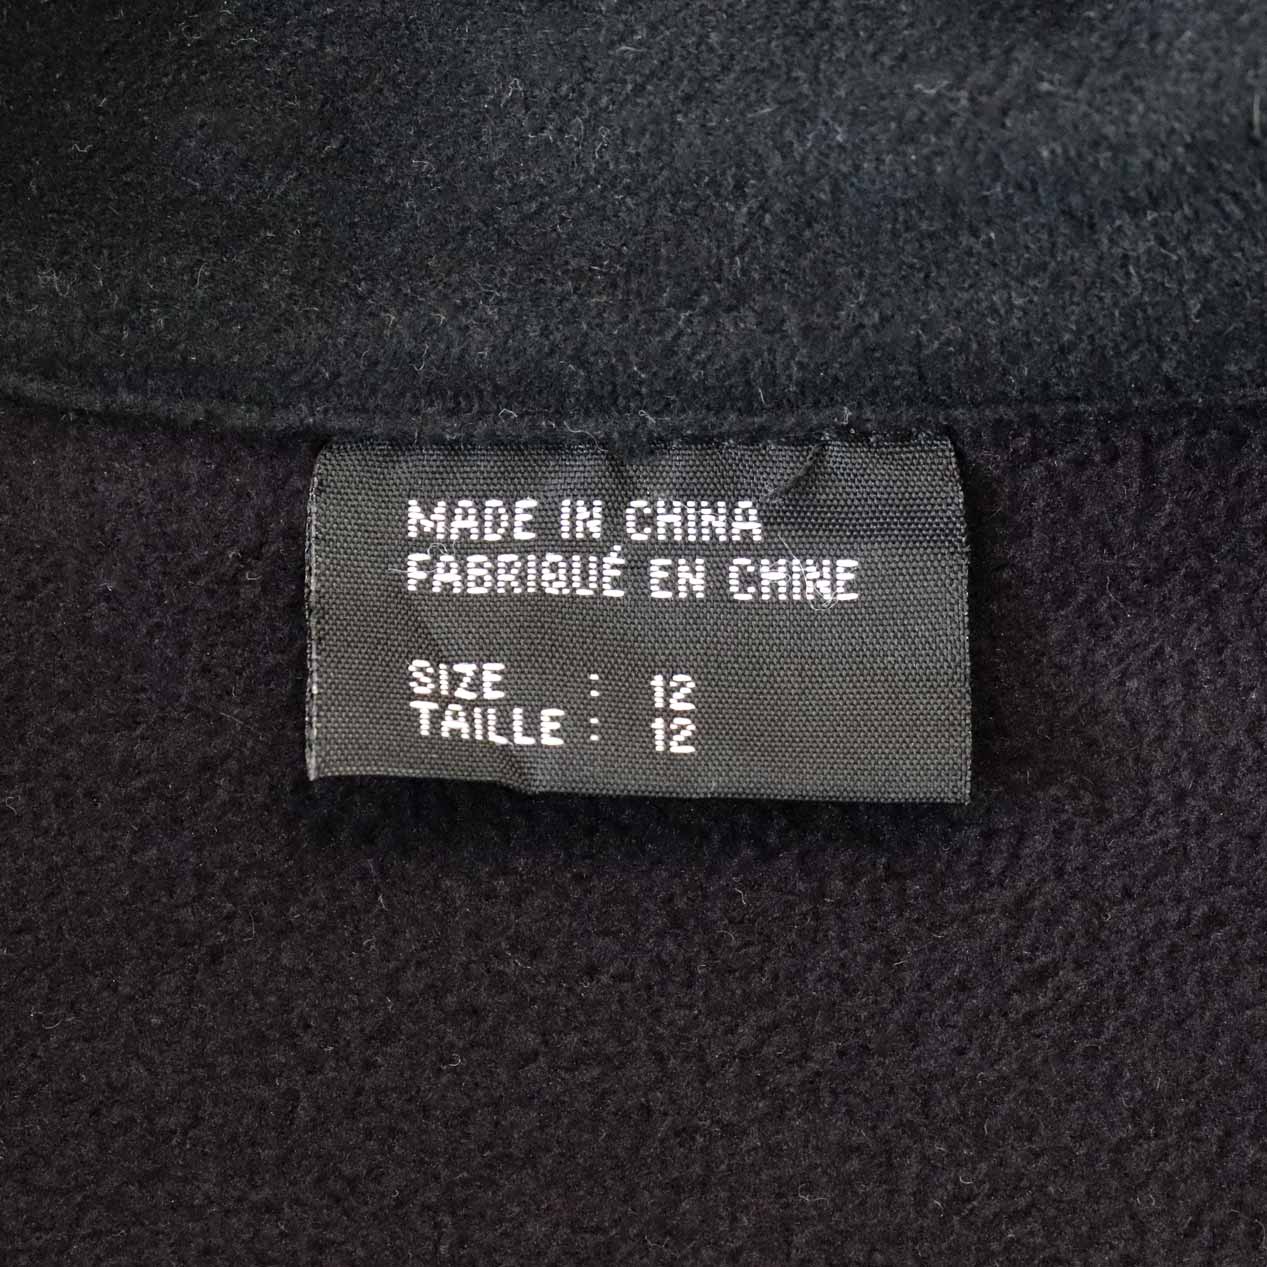 MADE IN CHINA
FABRIQUÉ EN CHINE
SIZE : 12
TAILLE : 12